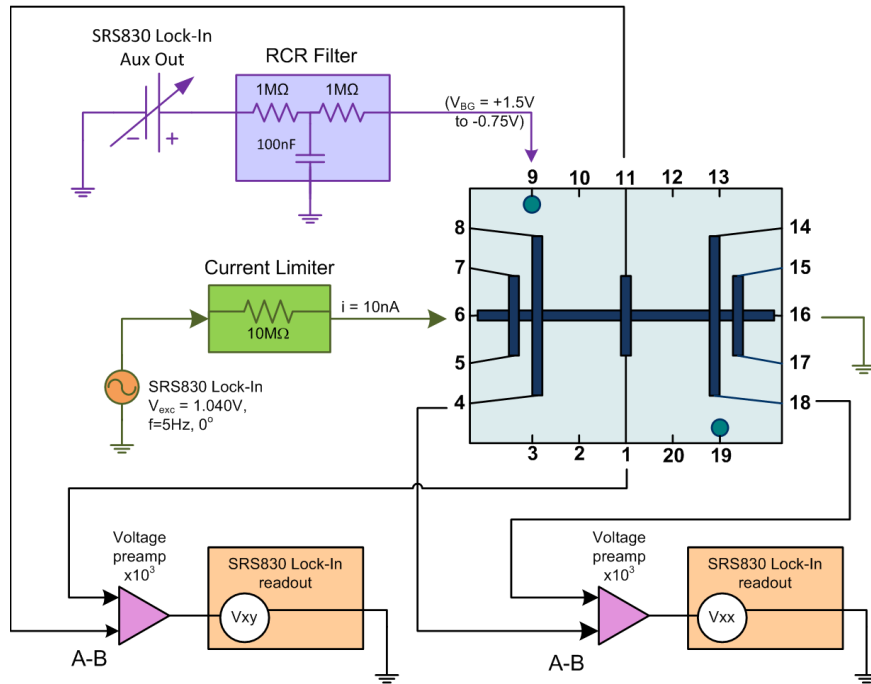 SRS830 Lock-In
Aux Out
RCR Filter
1MΩ
1MΩ
100nF
−
+
(V_BG = +1.5V
to -0.75V)
9
10
11
12
13
8
7
6
5
4
14
15
16
17
18
3
2
1
20
19
Current Limiter
10MΩ
i = 10nA
SRS830 Lock-In
V_exc = 1.040V,
f=5Hz, 0°
Voltage
preamp
x10³
SRS830 Lock-In
readout
Vxy
A-B
Voltage
preamp
x10³
SRS830 Lock-In
readout
Vxx
A-B